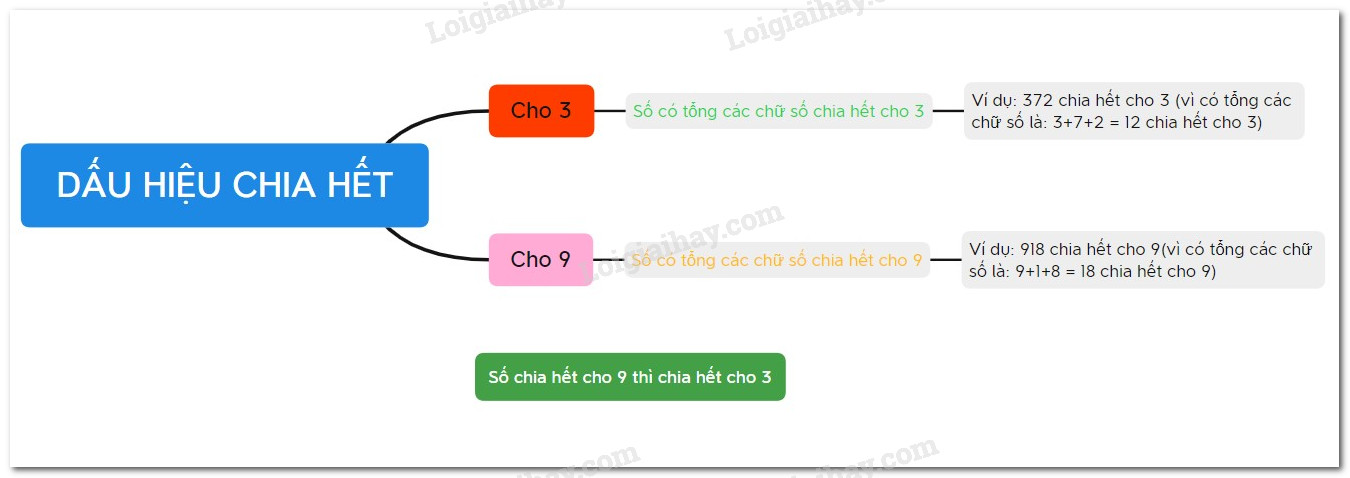 Loigiaihay.com
Loigiaihay.com
Cho 3
Số có tổng các chữ số chia hết cho 3
Ví dụ: 372 chia hết cho 3 (vì có tổng các
chữ số là: 3+7+2 = 12 chia hết cho 3)
DẤU HIỆU CHIA HẾT
Loigiaihay.com
Cho 9
Số có tổng các chữ số chia hết cho 9
Ví dụ: 918 chia hết cho 9(vì có tổng các chữ
số là: 9+1+8 = 18 chia hết cho 9)
Số chia hết cho 9 thì chia hết cho 3